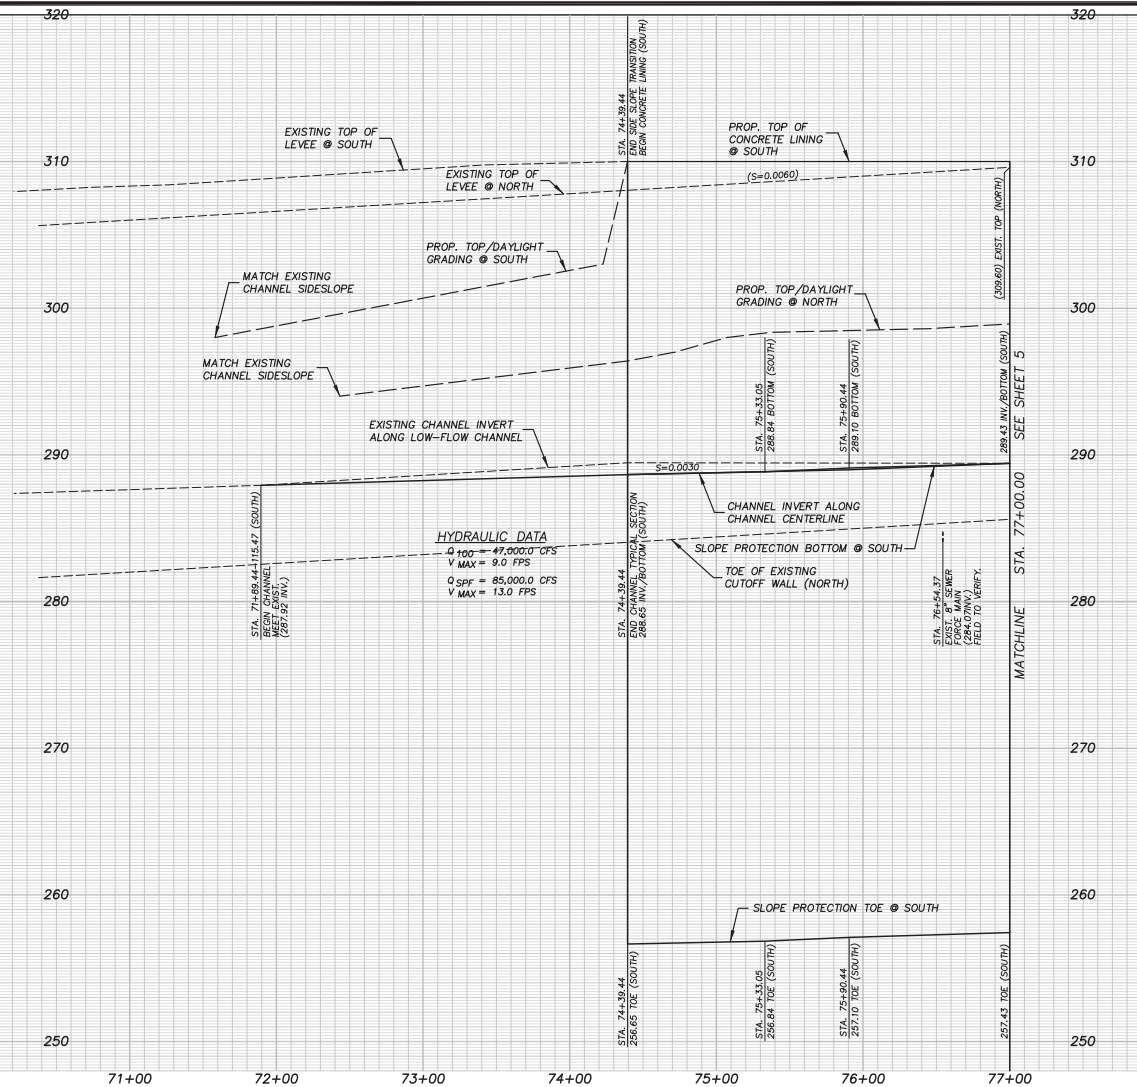 320
320
STA. 74+39.44
END SIDE SLOPE TRANSITION
BEGIN CONCRETE LINING (SOUTH)
EXISTING TOP OF
LEVEE @ SOUTH
PROP. TOP OF
CONCRETE LINING
@ SOUTH
310
310
EXISTING TOP OF
LEVEE @ NORTH
(S=0.0060)
(309.60) EXIST. TOP (NORTH)
PROP. TOP/DAYLIGHT
GRADING @ SOUTH
MATCH EXISTING
CHANNEL SIDESLOPE
PROP. TOP/DAYLIGHT
GRADING @ NORTH
300
300
MATCH EXISTING
CHANNEL SIDESLOPE
STA. 75+33.05
288.84 BOTTOM (SOUTH)
STA. 75+90.44
289.10 BOTTOM (SOUTH)
289.43 INV./BOTTOM (SOUTH)
MATCHLINE STA. 77+00.00 SEE SHEET 5
EXISTING CHANNEL INVERT
ALONG LOW-FLOW CHANNEL
290
290
S=0.0030
STA. 71+89.44-115.47 (SOUTH)
BEGIN CHANNEL
MEET EXIST.
(287.92 INV.)
CHANNEL INVERT ALONG
CHANNEL CENTERLINE
HYDRAULIC DATA
Q 100 = 47,000.0 CFS
V MAX = 9.0 FPS
Q SPF = 85,000.0 CFS
V MAX = 13.0 FPS
STA. 74+39.44
END CHANNEL TYPICAL SECTION
288.65 INV./BOTTOM (SOUTH)
SLOPE PROTECTION BOTTOM @ SOUTH
TOE OF EXISTING
CUTOFF WALL (NORTH)
STA. 76+54.37
EXIST. 8" SEWER
FORCE MAIN
(284.07INV.)
FIELD TO VERIFY.
280
280
270
270
260
260
SLOPE PROTECTION TOE @ SOUTH
STA. 74+39.44
256.65 TOE (SOUTH)
STA. 75+33.05
256.84 TOE (SOUTH)
STA. 75+90.44
257.10 TOE (SOUTH)
257.43 TOE (SOUTH)
250
250
71+00
72+00
73+00
74+00
75+00
76+00
77+00